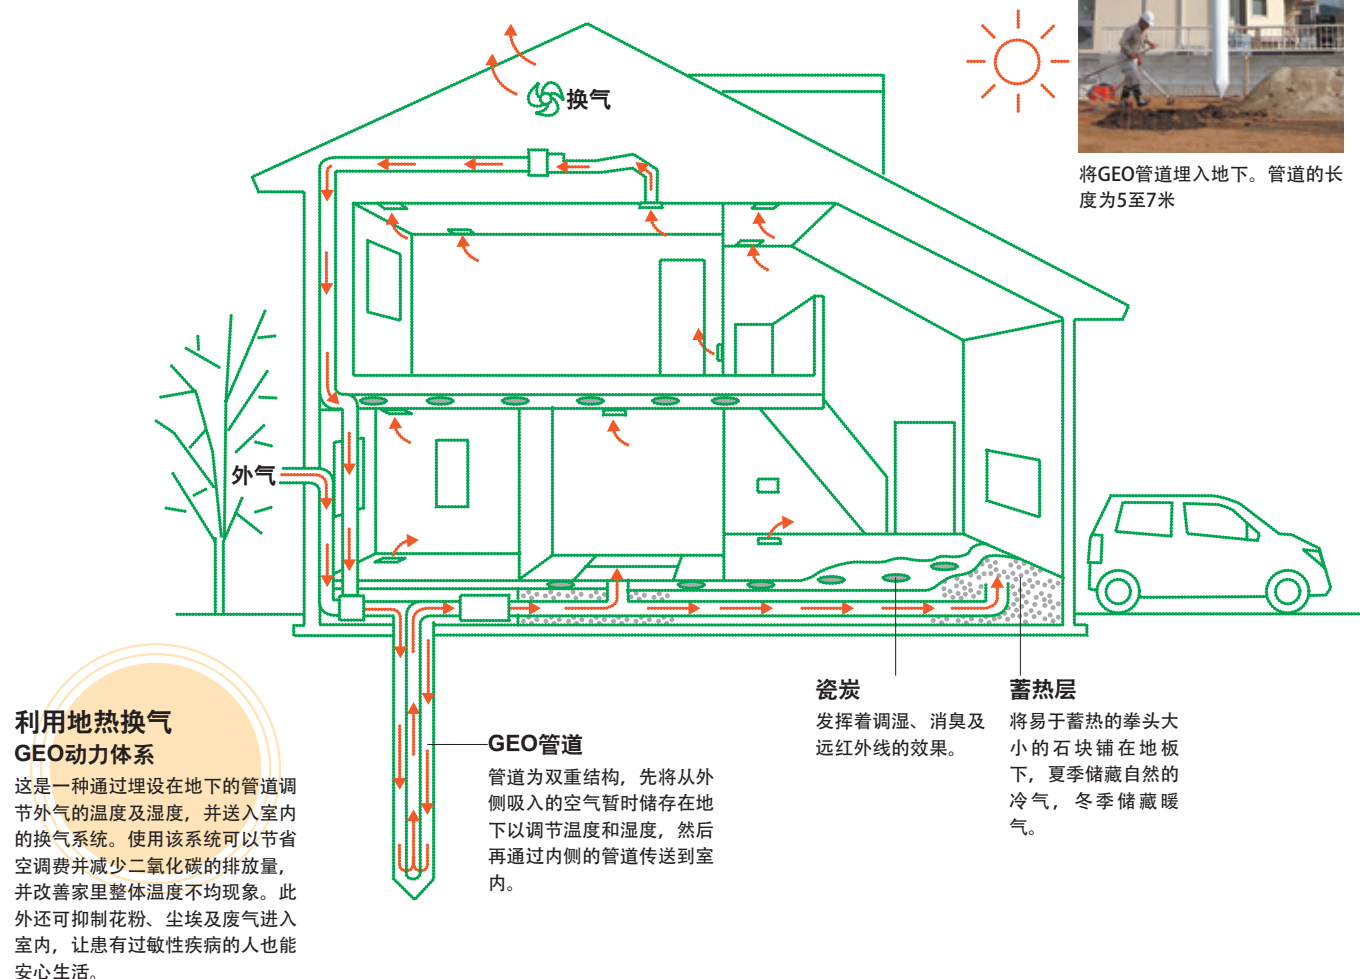 换气
将GEO管道埋入地下。管道的长
度为5至7米
外气
利用地热换气
GEO动力体系
这是一种通过埋设在地下的管道调
节外气的温度及湿度，并送入室内
的换气系统。使用该系统可以节省
空调费并减少二氧化碳的排放量，
并改善家里整体温度不均现象。此
外还可抑制花粉、尘埃及废气进入
室内，让患有过敏性疾病的人也能
安心生活。
GEO管道
管道为双重结构，先将从外
侧吸入的空气暂时储存在地
下以调节温度和湿度，然后
再通过内侧的管道传送到室
内。
瓷炭
发挥着调湿、消臭及
远红外线的效果。
蓄热层
将易于蓄热的拳头大
小的石块铺在地板
下，夏季储藏自然的
冷气，冬季储藏暖
气。